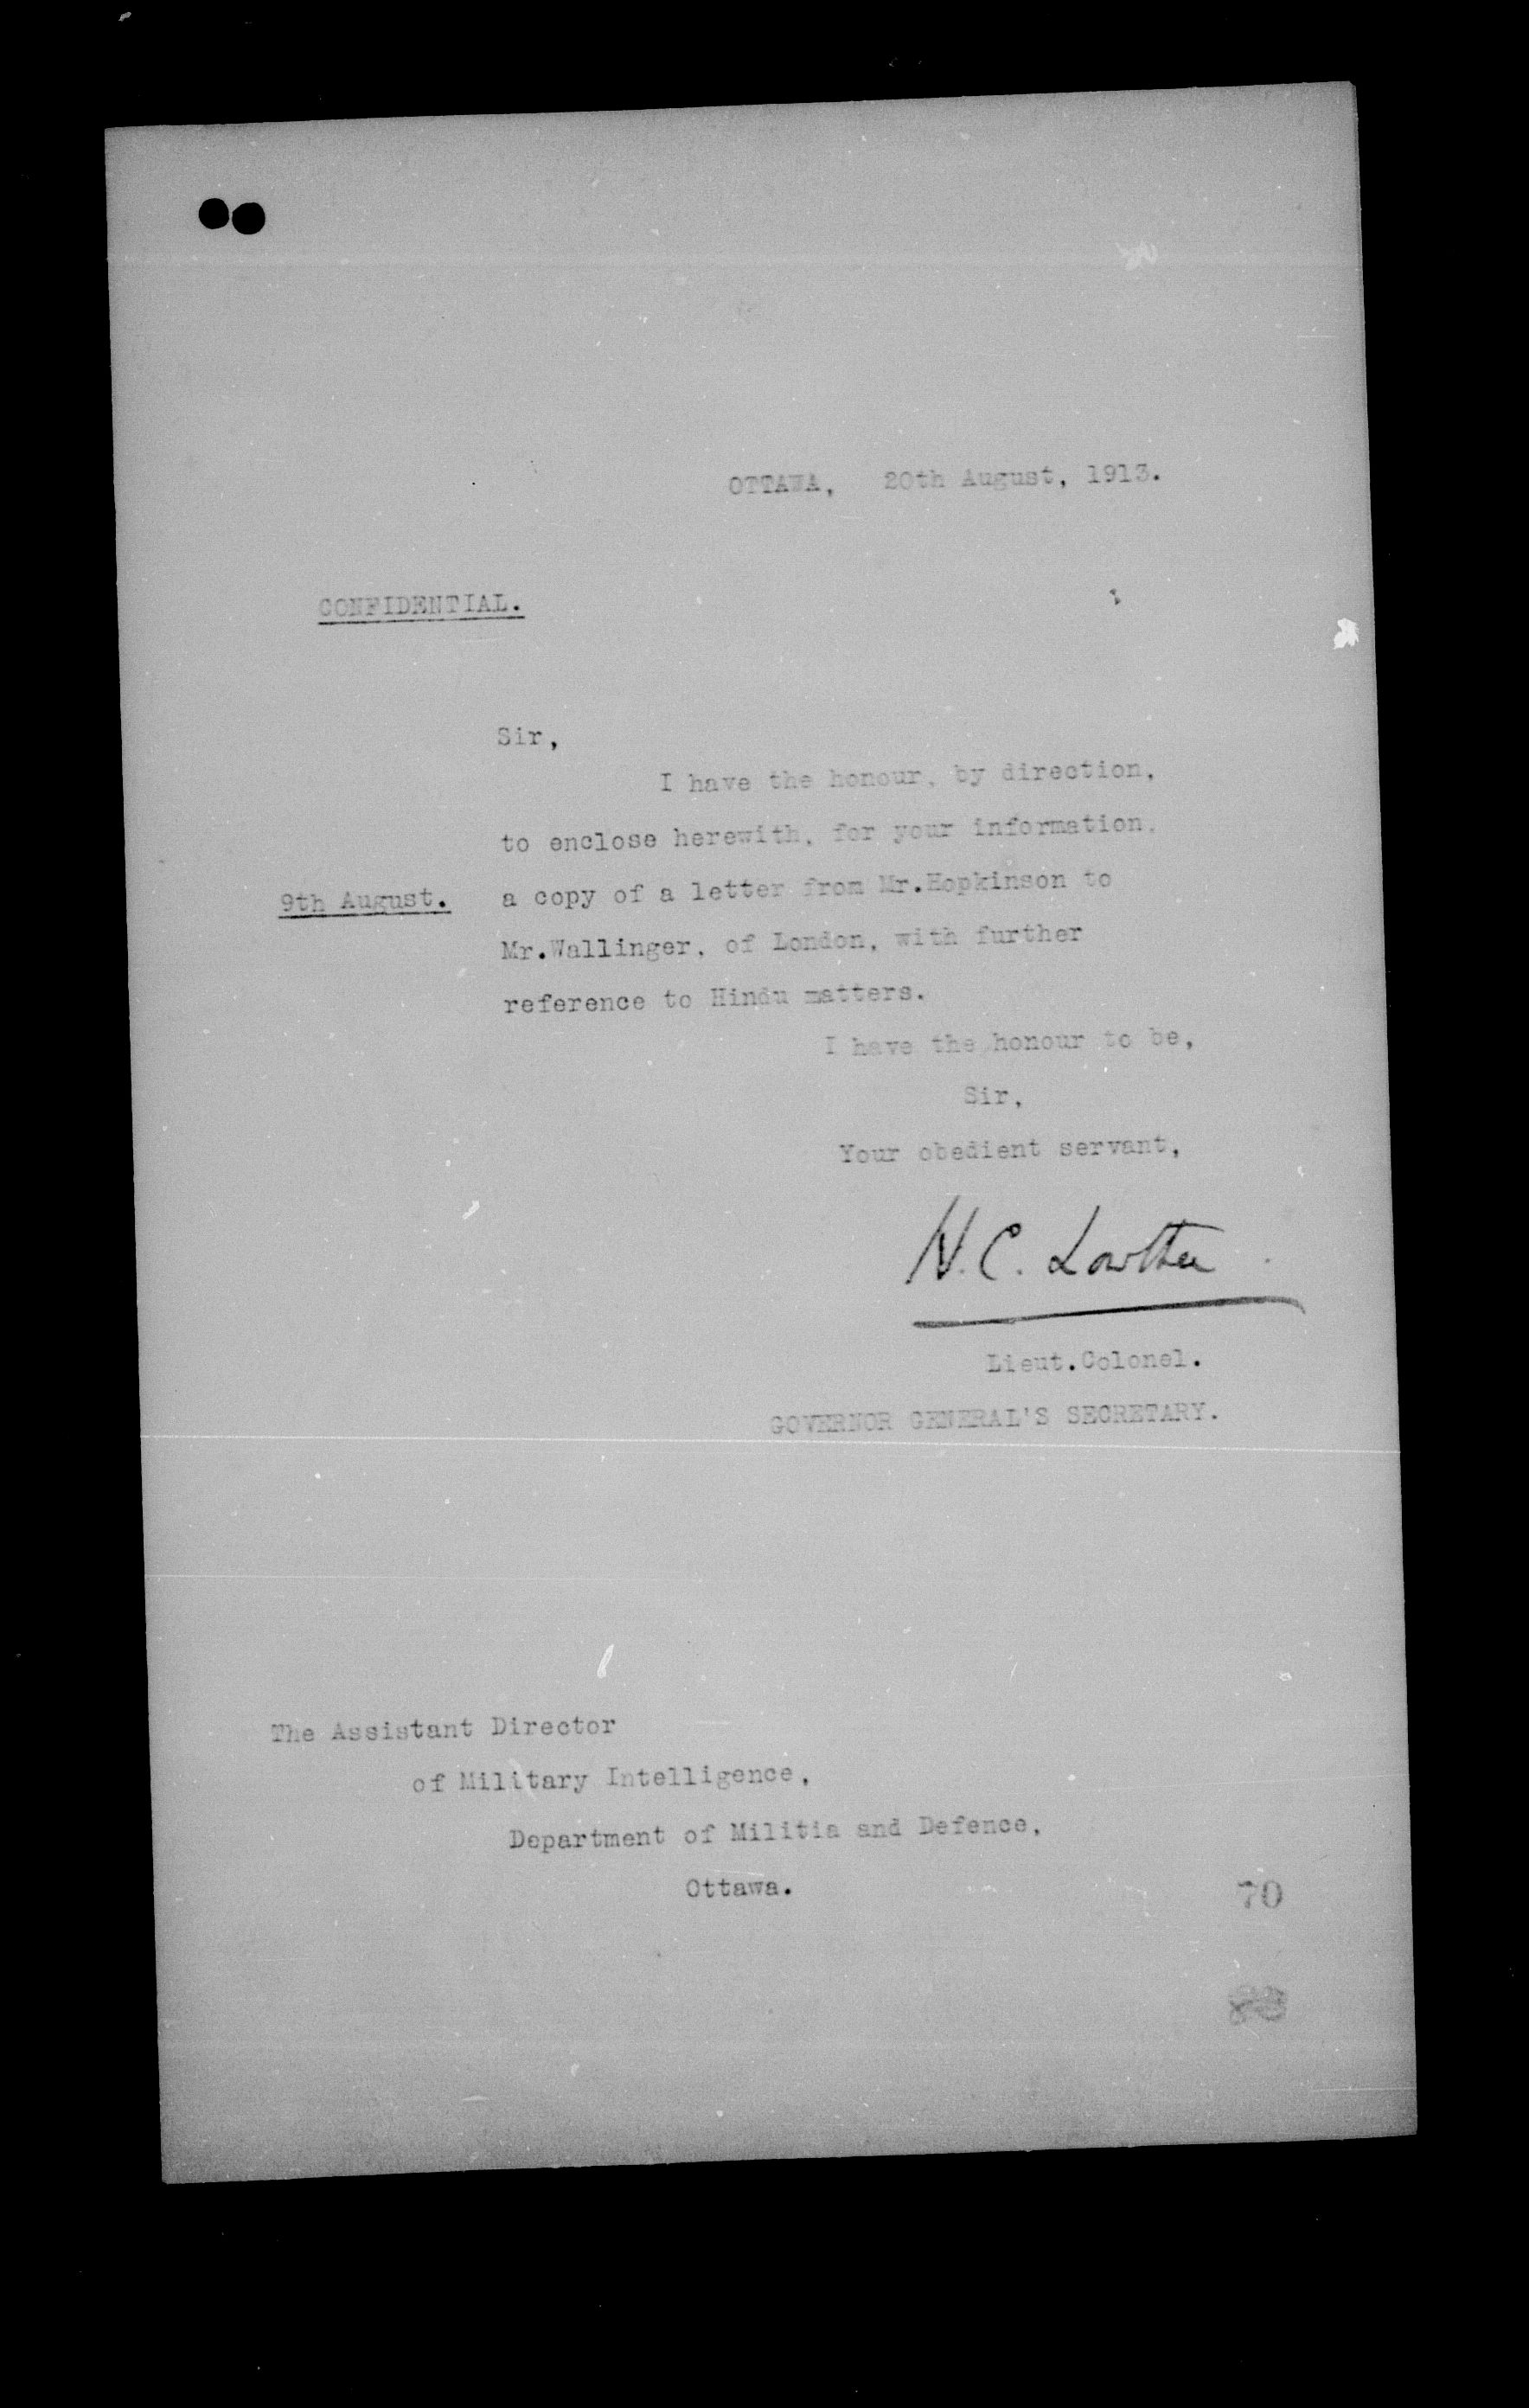 OTTAWA, 20th August, 1913.
CONFIDENTIAL.
Sir,
I have the honour, by direction,
to enclose herewith, for your information,
9th August. a copy of a letter from Mr.Hopkinson to
Mr.Wallinger, of London, with further
reference to Hindu matters.
I have the honour to be,
Sir,
Your obedient servant,
H.C. Lowther
Lieut.Colonel.
GOVERNOR GENERAL'S SECRETARY.
The Assistant Director
of Military Intelligence,
Department of Militia and Defence,
Ottawa.
70